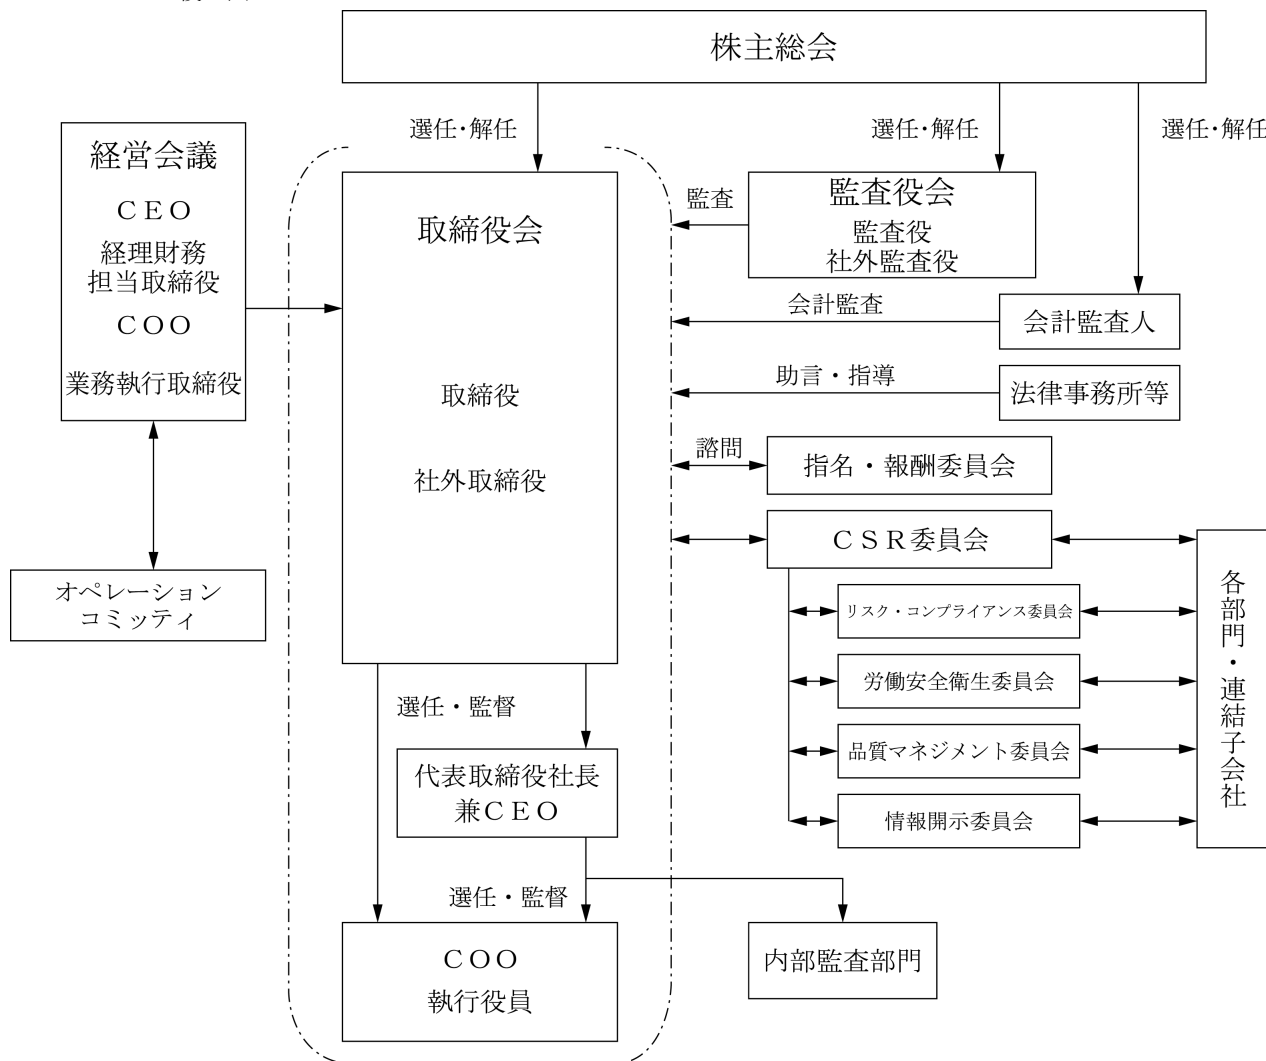 株主総会
選任・解任
選任・解任
選任・解任
経営会議
CEO
経理財務
担当取締役
COO
業務執行取締役
取締役会
取締役
社外取締役
監査
監査役会
監査役
社外監査役
会計監査
会計監査人
助言・指導
法律事務所等
諮問
指名・報酬委員会
CSR委員会
オペレーション
コミッティ
リスク・コンプライアンス委員会
労働安全衛生委員会
品質マネジメント委員会
情報開示委員会
各部門・連結子会社
選任・監督
代表取締役社長
兼CEO
選任・監督
COO
執行役員
内部監査部門